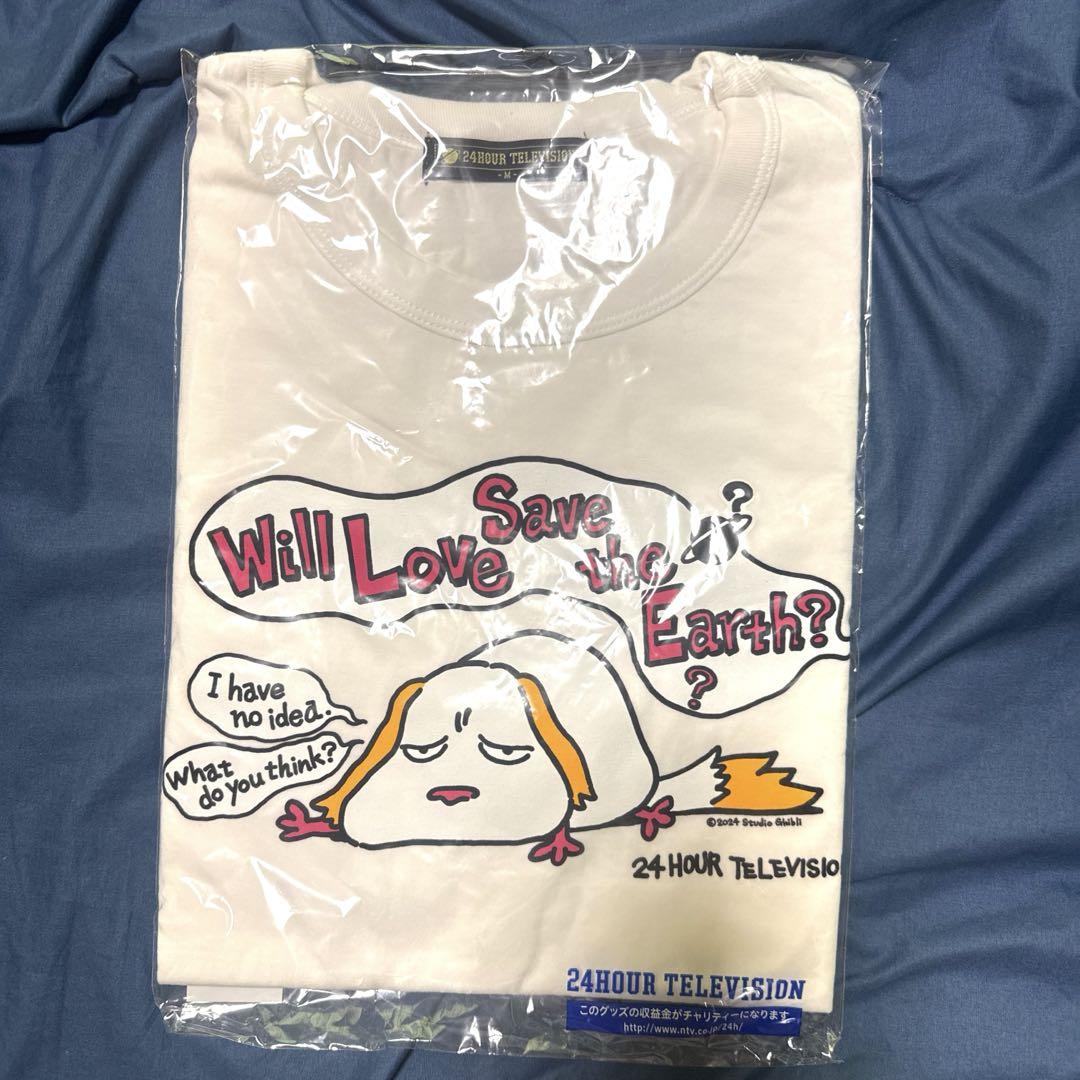 24HOUR TELEVISION
-M-
Will Love Save the Earth?
?
?
I have
no idea.
What
do you think?
©2024 Studio Ghibli
24 HOUR TELEVISIO
24HOUR TELEVISION
このグッズの収益金がチャリティーになります
http://www.ntv.co.jp/24h/